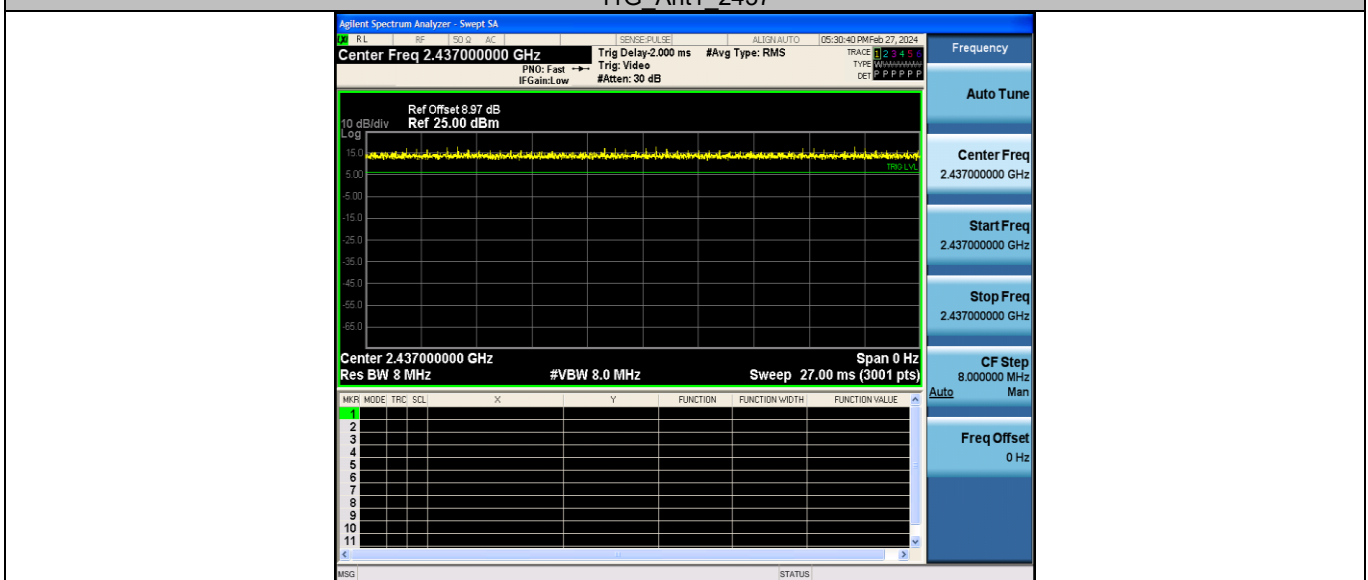 Agilent Spectrum Analyzer - Swept SA
RL RF 50 Ω AC SENSE:PULSE ALIGN AUTO 05:30:40 PM Feb 27, 2024
Center Freq 2.437000000 GHz
PNO: Fast
IFGain:Low
Trig Delay-2.000 ms
Trig: Video
#Atten: 30 dB
#Avg Type: RMS
TRACE 1 2 3 4 5 6
TYPE
DET P P P P P P
Frequency
Auto Tune
Center Freq
2.437000000 GHz
Start Freq
2.437000000 GHz
Stop Freq
2.437000000 GHz
CF Step
8.000000 MHz
Auto Man
Freq Offset
0 Hz
Ref Offset 8.97 dB
10 dB/div Ref 25.00 dBm
Log
15.0
TRIG LVL
5.00
-5.00
-15.0
-25.0
-35.0
-45.0
-55.0
-65.0
Center 2.437000000 GHz Span 0 Hz
Res BW 8 MHz #VBW 8.0 MHz Sweep 27.00 ms (3001 pts)
MKR MODE TRC SCL X Y FUNCTION FUNCTION WIDTH FUNCTION VALUE
1
2
3
4
5
6
7
8
9
10
11
MSG STATUS